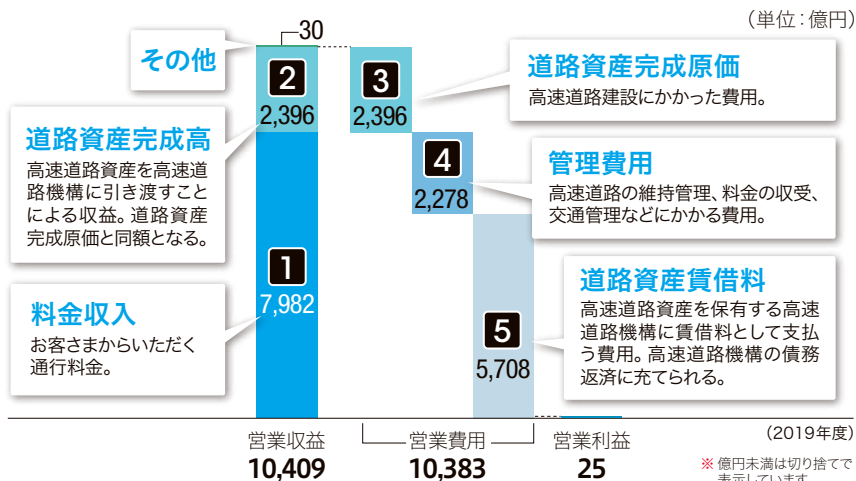 （単位：億円）
30
その他
2
2,396
道路資産完成高
高速道路資産を高速道
路機構に引き渡すこと
による収益。道路資産
完成原価と同額となる。
1
7,982
料金収入
お客さまからいただく
通行料金。
3
2,396
道路資産完成原価
高速道路建設にかかった費用。
4
2,278
管理費用
高速道路の維持管理、料金の収受、
交通管理などにかかる費用。
5
5,708
道路資産賃借料
高速道路資産を保有する高速
道路機構に賃借料として支払
う費用。高速道路機構の債務
返済に充てられる。
営業収益
10,409
営業費用
10,383
営業利益
25
（2019年度）
※ 億円未満は切り捨てで
表示しています